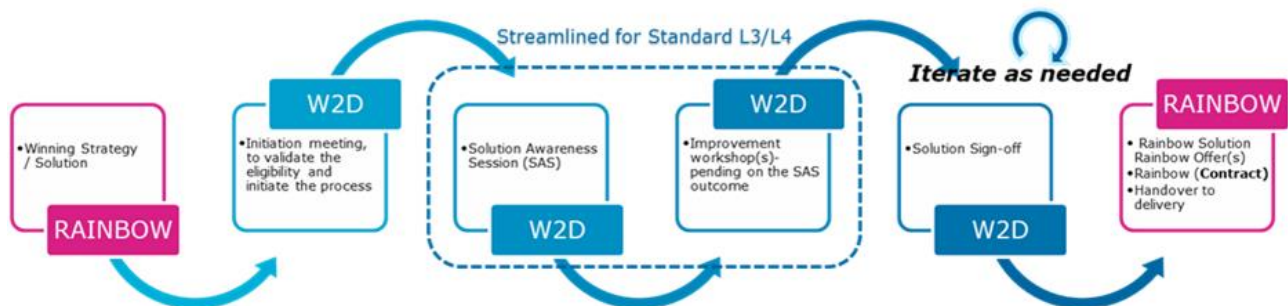 Streamlined for Standard L3/L4
Iterate as needed
•Winning Strategy
/ Solution
RAINBOW
W2D
•Initiation meeting,
to validate the
eligibility and
initiate the process
•Solution Awareness
Session (SAS)
W2D
W2D
•Improvement
workshop(s)-
pending on the SAS
outcome
•Solution Sign-off
W2D
RAINBOW
• Rainbow Solution
Rainbow Offer(s)
•Rainbow (Contract)
•Handover to
delivery